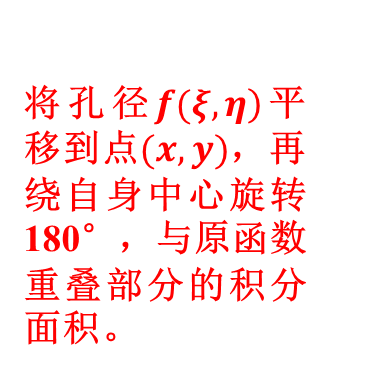 将孔径f(ξ,η)平
移到点(x,y)，再
绕自身中心旋转
180°，与原函数
重叠部分的积分
面积。